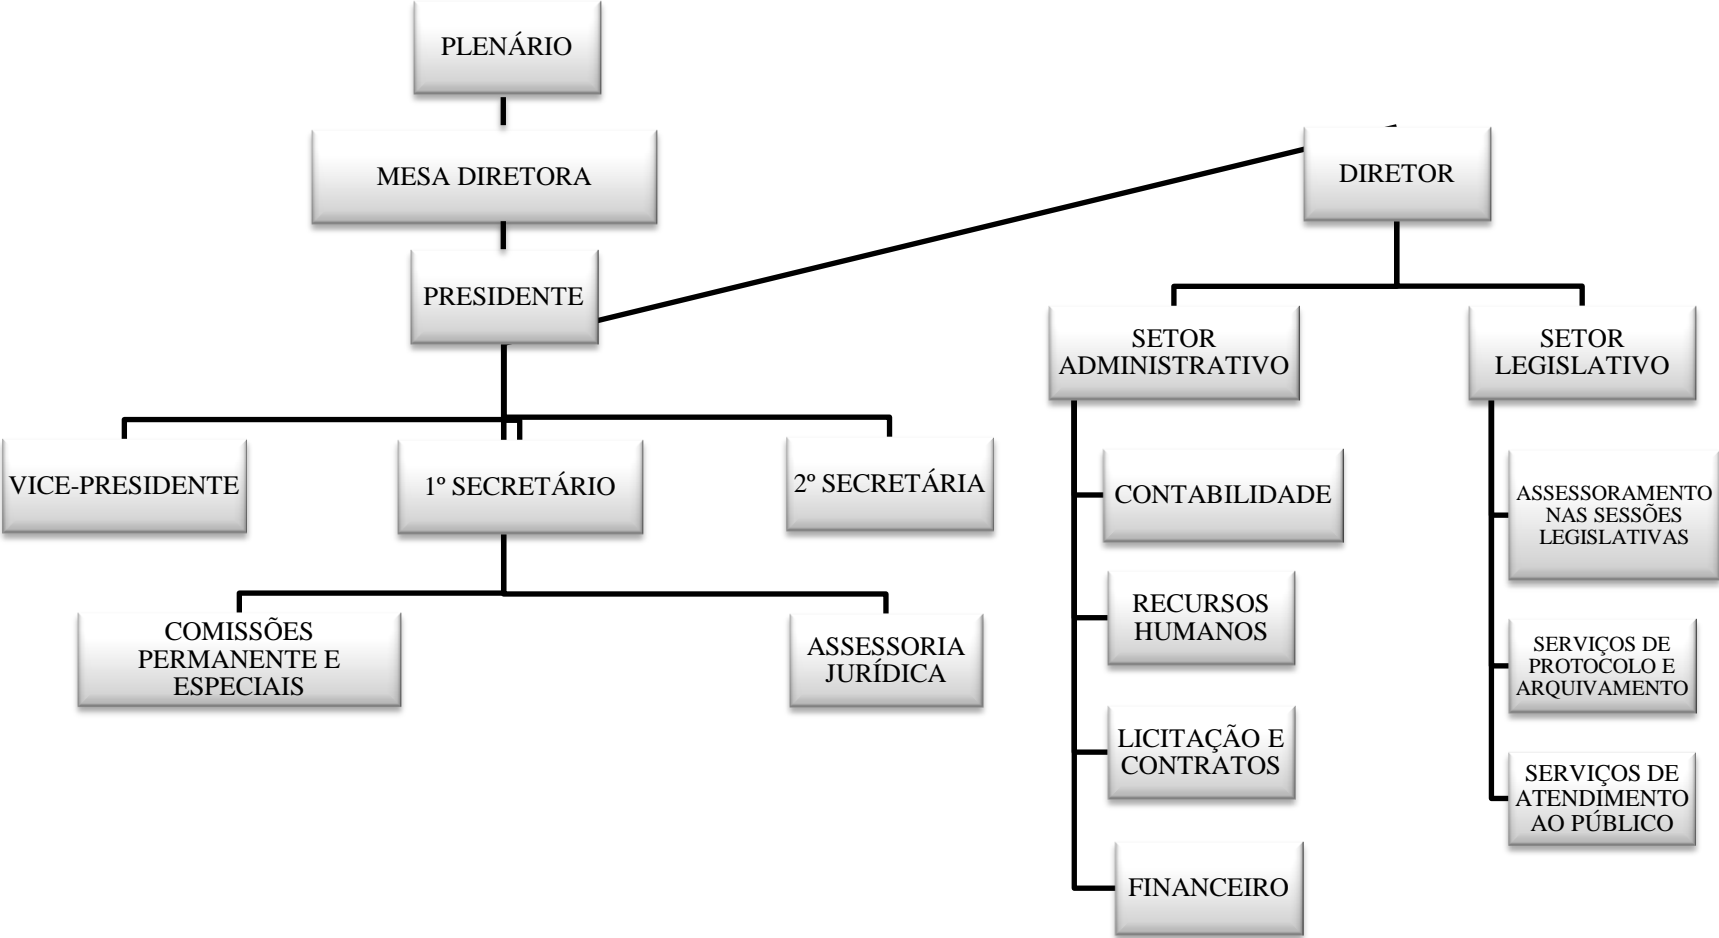 PLENÁRIO
MESA DIRETORA
PRESIDENTE
VICE-PRESIDENTE
1º SECRETÁRIO
2º SECRETÁRIA
COMISSÕES
PERMANENTE E
ESPECIAIS
ASSESSORIA
JURÍDICA
DIRETOR
SETOR
ADMINISTRATIVO
CONTABILIDADE
RECURSOS
HUMANOS
LICITAÇÃO E
CONTRATOS
FINANCEIRO
SETOR
LEGISLATIVO
ASSESSORAMENTO
NAS SESSÕES
LEGISLATIVAS
SERVIÇOS DE
PROTOCOLO E
ARQUIVAMENTO
SERVIÇOS DE
ATENDIMENTO
AO PÚBLICO